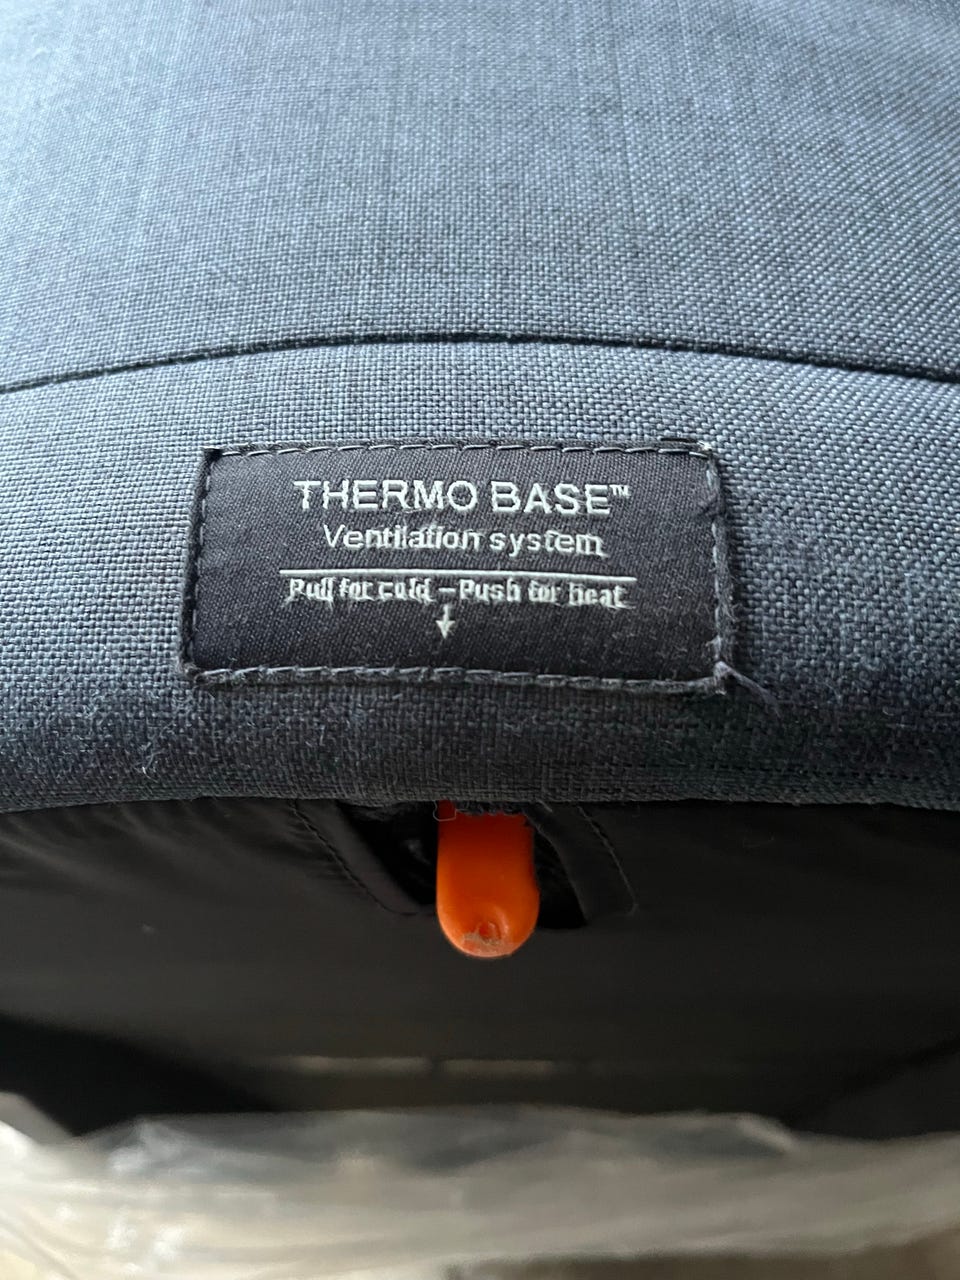 THERMO BASE™
Ventilation system
Pull for cold – Push for heat